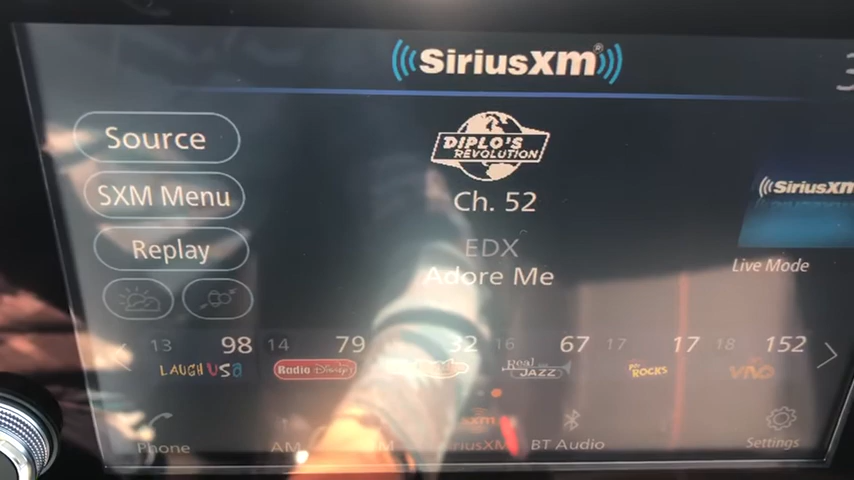 SiriusXM®
3
Source
DIPLO'S
REVOLUTION
SXM Menu
Ch. 52
SiriusXM
Replay
EDX
Adore Me
Live Mode
13 98 14 79 32 16 67 17 17 18 152
LAUGH USA Radio Disney Real JAZZ ROCKS
Phone AM SiriusXM BT Audio Settings